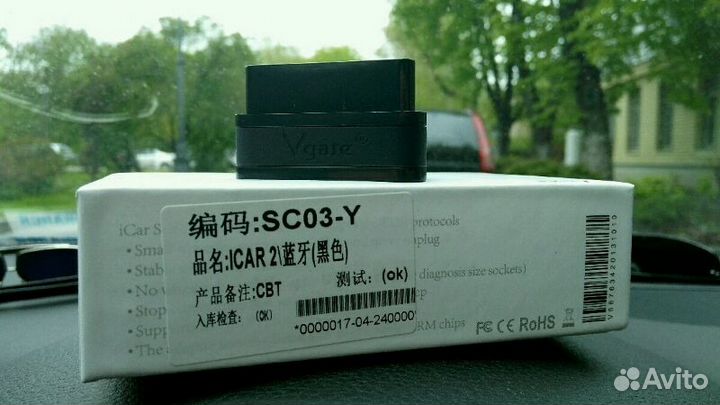 Vgate
iCar S
protocols
• Sma
plug
• Stab
• No
diagnosis size sockets)
• Stop
• Supp
RM chips
• The
编码:SC03-Y
品名:ICAR 2\蓝牙(黑色)
测试: (ok)
产品备注:CBT
入库检查: (OK)
*0000017-04-240000
FC CE RoHS
Avito